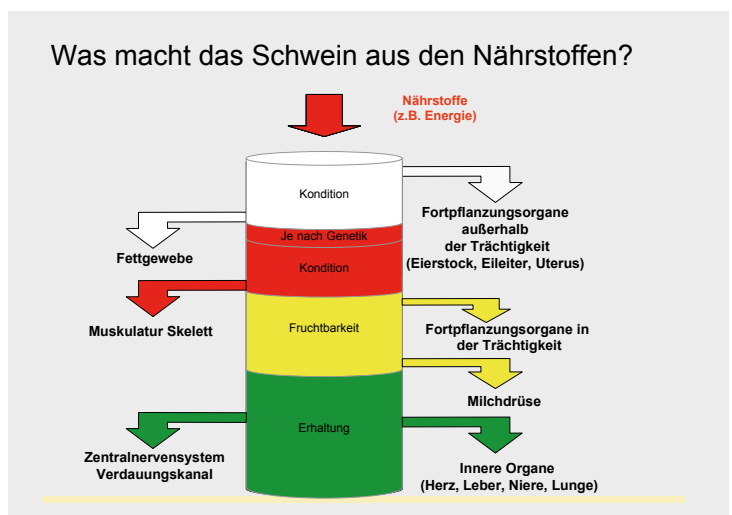 Was macht das Schwein aus den Nährstoffen?
Nährstoffe
(z.B. Energie)
Kondition
Fortpflanzungsorgane
außerhalb
der Trächtigkeit
(Eierstock, Eileiter, Uterus)
Je nach Genetik
Fettgewebe
Kondition
Muskulatur Skelett
Fruchtbarkeit
Fortpflanzungsorgane in
der Trächtigkeit
Milchdrüse
Erhaltung
Zentralnervensystem
Verdauungskanal
Innere Organe
(Herz, Leber, Niere, Lunge)